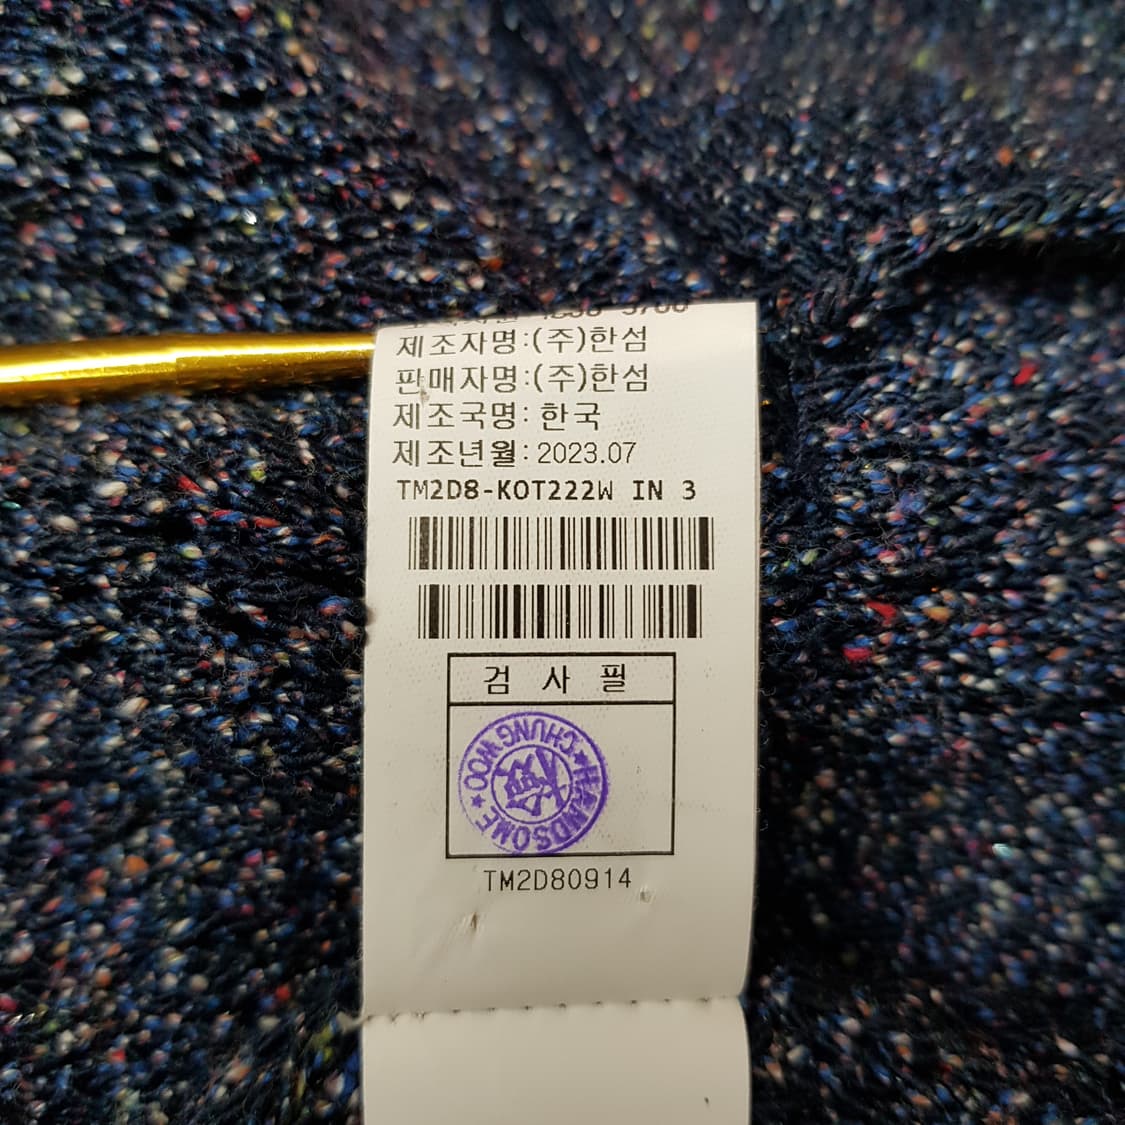 제조자명:(주)한섬
판매자명:(주)한섬
제조국명: 한국
제조년월: 2023.07
TM2D8-KOT222W IN 3
검 사 필
★HANDSOME★
CHUNG WOO
TM2D80914